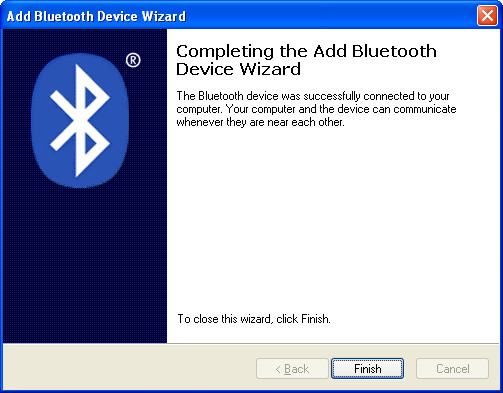 Add Bluetooth Device Wizard
®
Completing the Add Bluetooth
Device Wizard
The Bluetooth device was successfully connected to your
computer. Your computer and the device can communicate
whenever they are near each other.
To close this wizard, click Finish.
< Back
Finish
Cancel